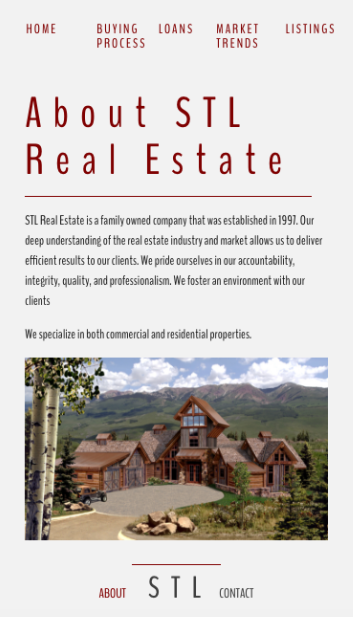 HOME BUYING PROCESS LOANS MARKET TRENDS LISTINGS
About STL
Real Estate
STL Real Estate is a family owned company that was established in 1997. Our
deep understanding of the real estate industry and market allows us to deliver
efficient results to our clients. We pride ourselves in our accountability,
integrity, quality, and professionalism. We foster an environment with our
clients
We specialize in both commercial and residential properties.
ABOUT STL CONTACT